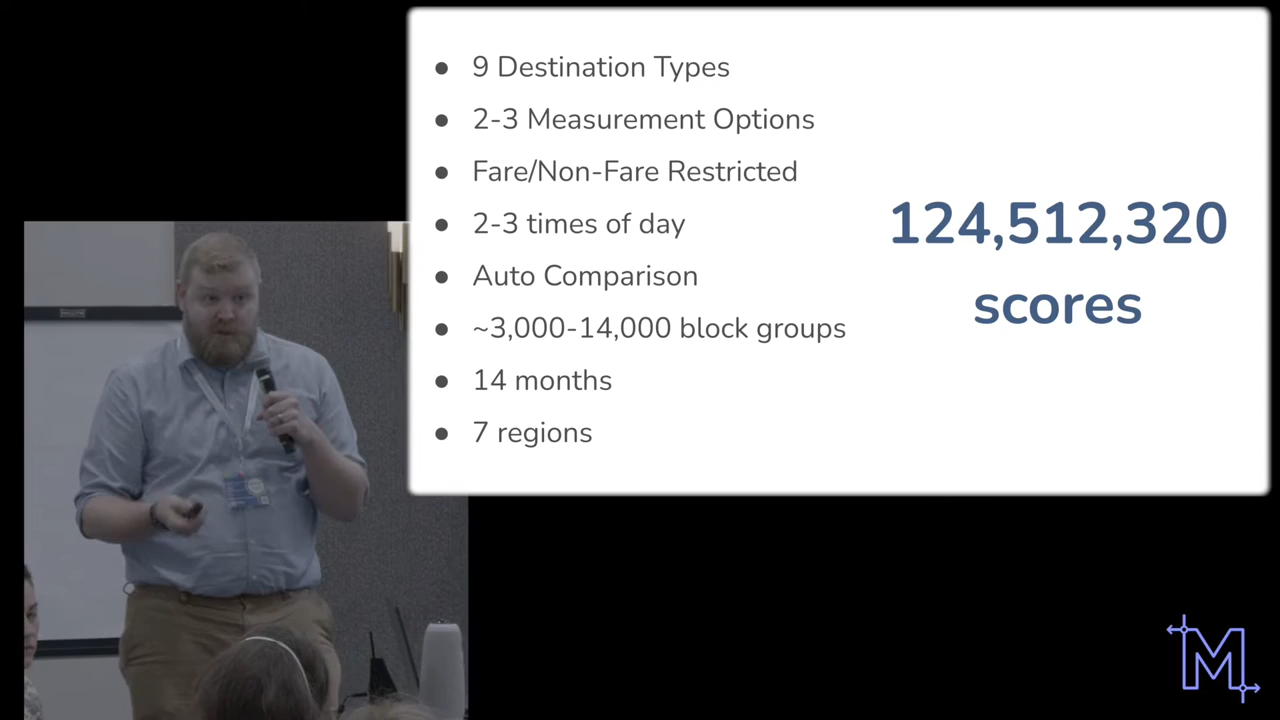 ● 9 Destination Types
● 2-3 Measurement Options
● Fare/Non-Fare Restricted
● 2-3 times of day
● Auto Comparison
● ~3,000-14,000 block groups
● 14 months
● 7 regions
124,512,320
scores
M